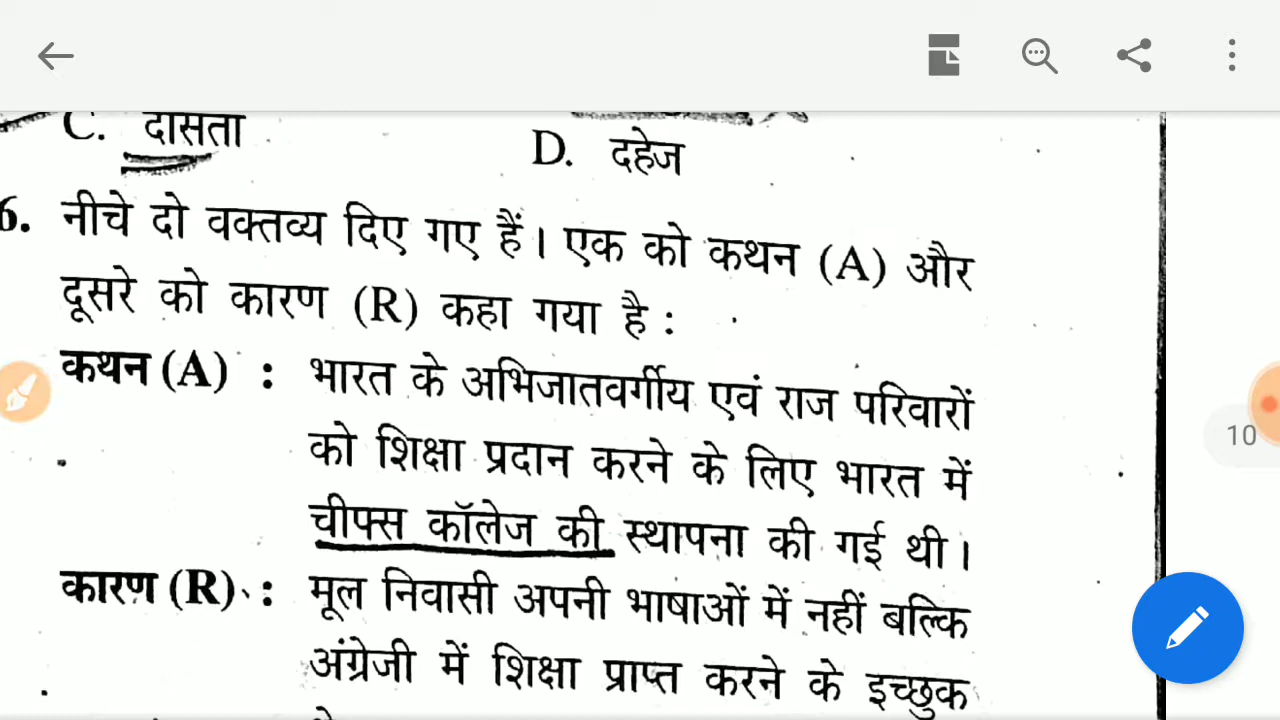 C. दासता
D. दहेज
6. नीचे दो वक्तव्य दिए गए हैं। एक को कथन (A) और
दूसरे को कारण (R) कहा गया है :
कथन (A) : भारत के अभिजातवर्गीय एवं राज परिवारों
को शिक्षा प्रदान करने के लिए भारत में
चीफ्स कॉलेज की स्थापना की गई थी।
कारण (R) : मूल निवासी अपनी भाषाओं में नहीं बल्कि
अंग्रेजी में शिक्षा प्राप्त करने के इच्छुक
10